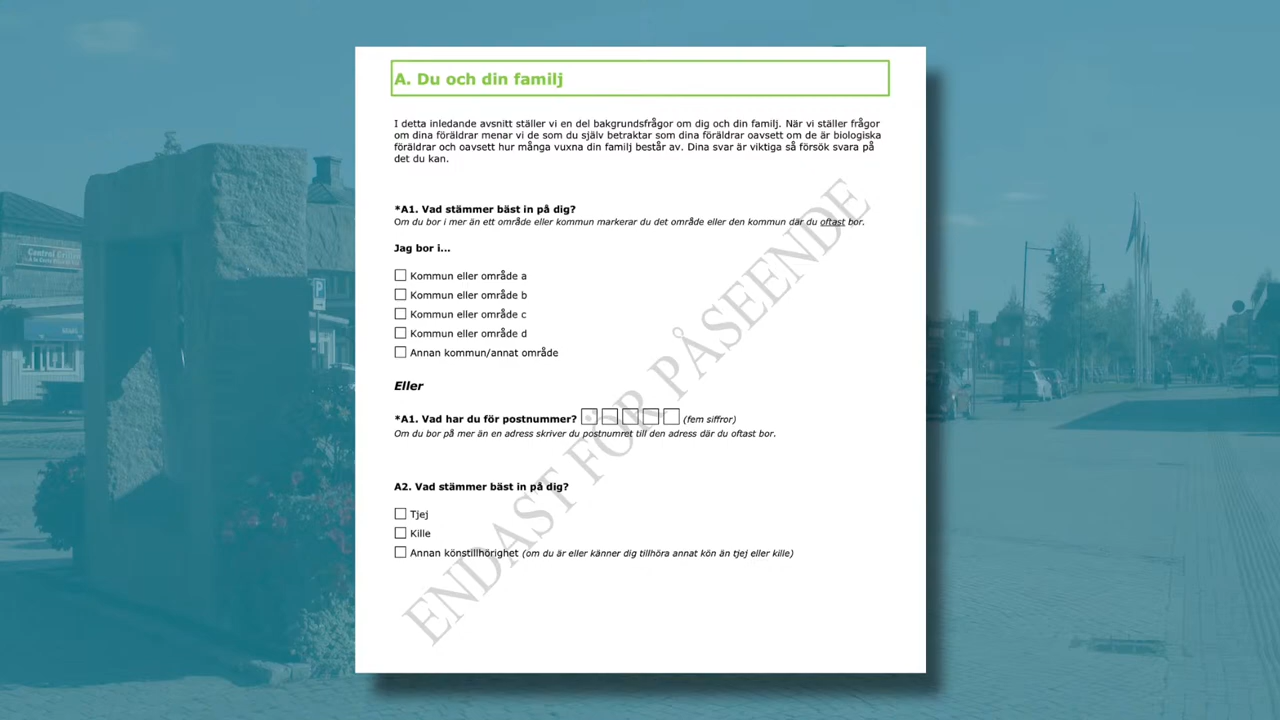 A. Du och din familj
I detta inledande avsnitt ställer vi en del bakgrundsfrågor om dig och din familj. När vi ställer frågor
om dina föräldrar menar vi de som du själv betraktar som dina föräldrar oavsett om de är biologiska
föräldrar och oavsett hur många vuxna din familj består av. Dina svar är viktiga så försök svara på
det du kan.
*A1. Vad stämmer bäst in på dig?
Om du bor i mer än ett område eller kommun markerar du det område eller den kommun där du oftast bor.
Jag bor i...
Kommun eller område a
Kommun eller område b
Kommun eller område c
Kommun eller område d
Annan kommun/annat område
Eller
*A1. Vad har du för postnummer? (fem siffror)
Om du bor på mer än en adress skriver du postnumret till den adress där du oftast bor.
A2. Vad stämmer bäst in på dig?
Tjej
Kille
Annan könstillhörighet (om du är eller känner dig tillhöra annat kön än tjej eller kille)
ENDAST FÖR PÅSEENDE
Central Grillen
P